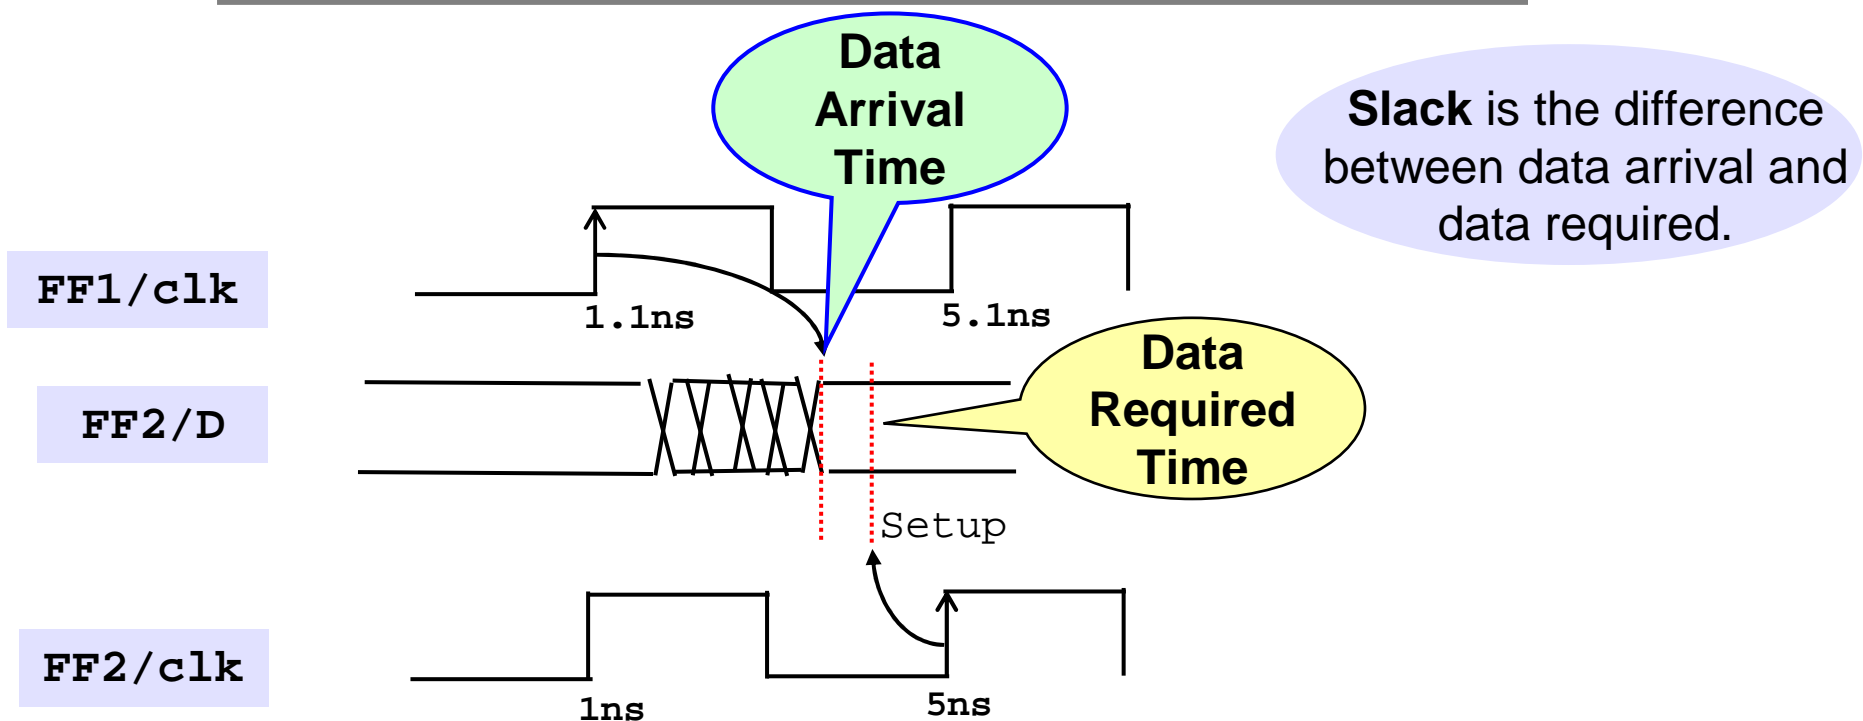 Data
Arrival
Time
Slack is the difference
between data arrival and
data required.
FF1/clk
1.1ns
5.1ns
FF2/D
Data
Required
Time
Setup
FF2/clk
1ns
5ns